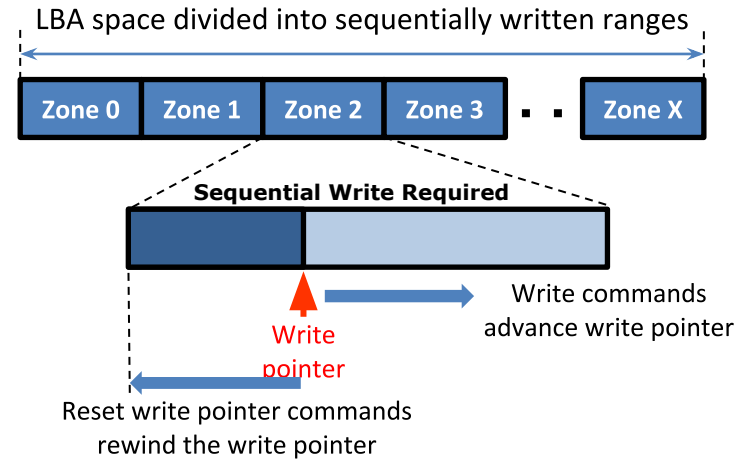 LBA space divided into sequentially written ranges
Zone 0 Zone 1 Zone 2 Zone 3 . . Zone X
Sequential Write Required
Write commands
advance write pointer
Write
pointer
Reset write pointer commands
rewind the write pointer